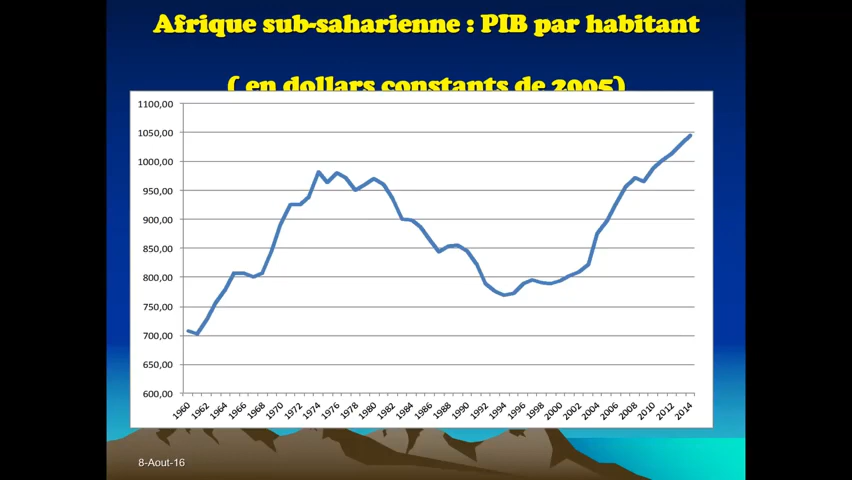 Afrique sub-saharienne : PIB par habitant
( en dollars constants de 2005)
1100,00
1050,00
1000,00
950,00
900,00
850,00
800,00
750,00
700,00
650,00
600,00
1960 1962 1964 1966 1968 1970 1972 1974 1976 1978 1980 1982 1984 1986 1988 1990 1992 1994 1996 1998 2000 2002 2004 2006 2008 2010 2012 2014
8-Aout-16